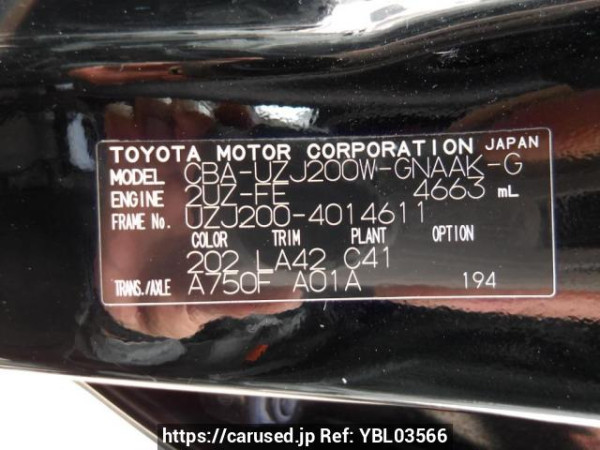 TOYOTA MOTOR CORPORATION JAPAN
MODEL CBA-UZJ200W-GNAAK-G
ENGINE 2UZ-FE 4663 mL
FRAME No. UZJ200-4014611
COLOR TRIM PLANT OPTION
202 LA42 C41
TRANS./AXLE A750F A01A 194
https://carused.jp Ref: YBL03566